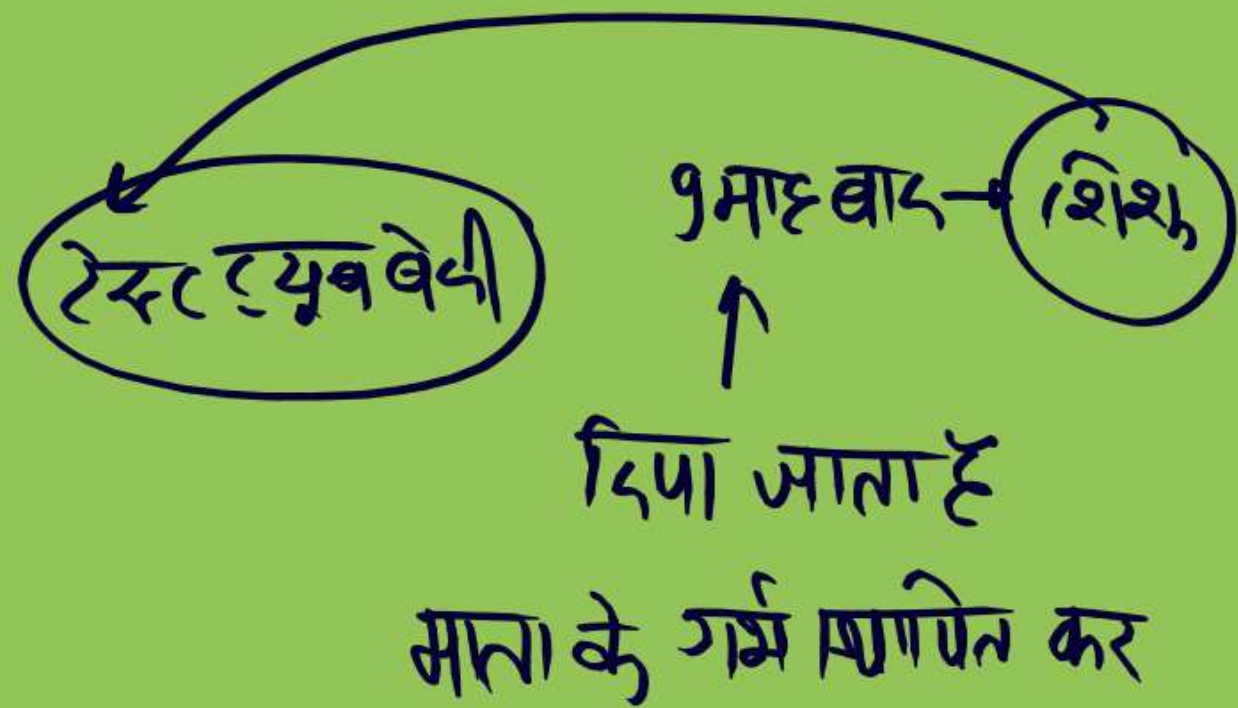 9 माह बाद → शिशु
टेस्ट ट्यूब बेबी
दिया जाता है
माता के गर्भ स्थापित कर